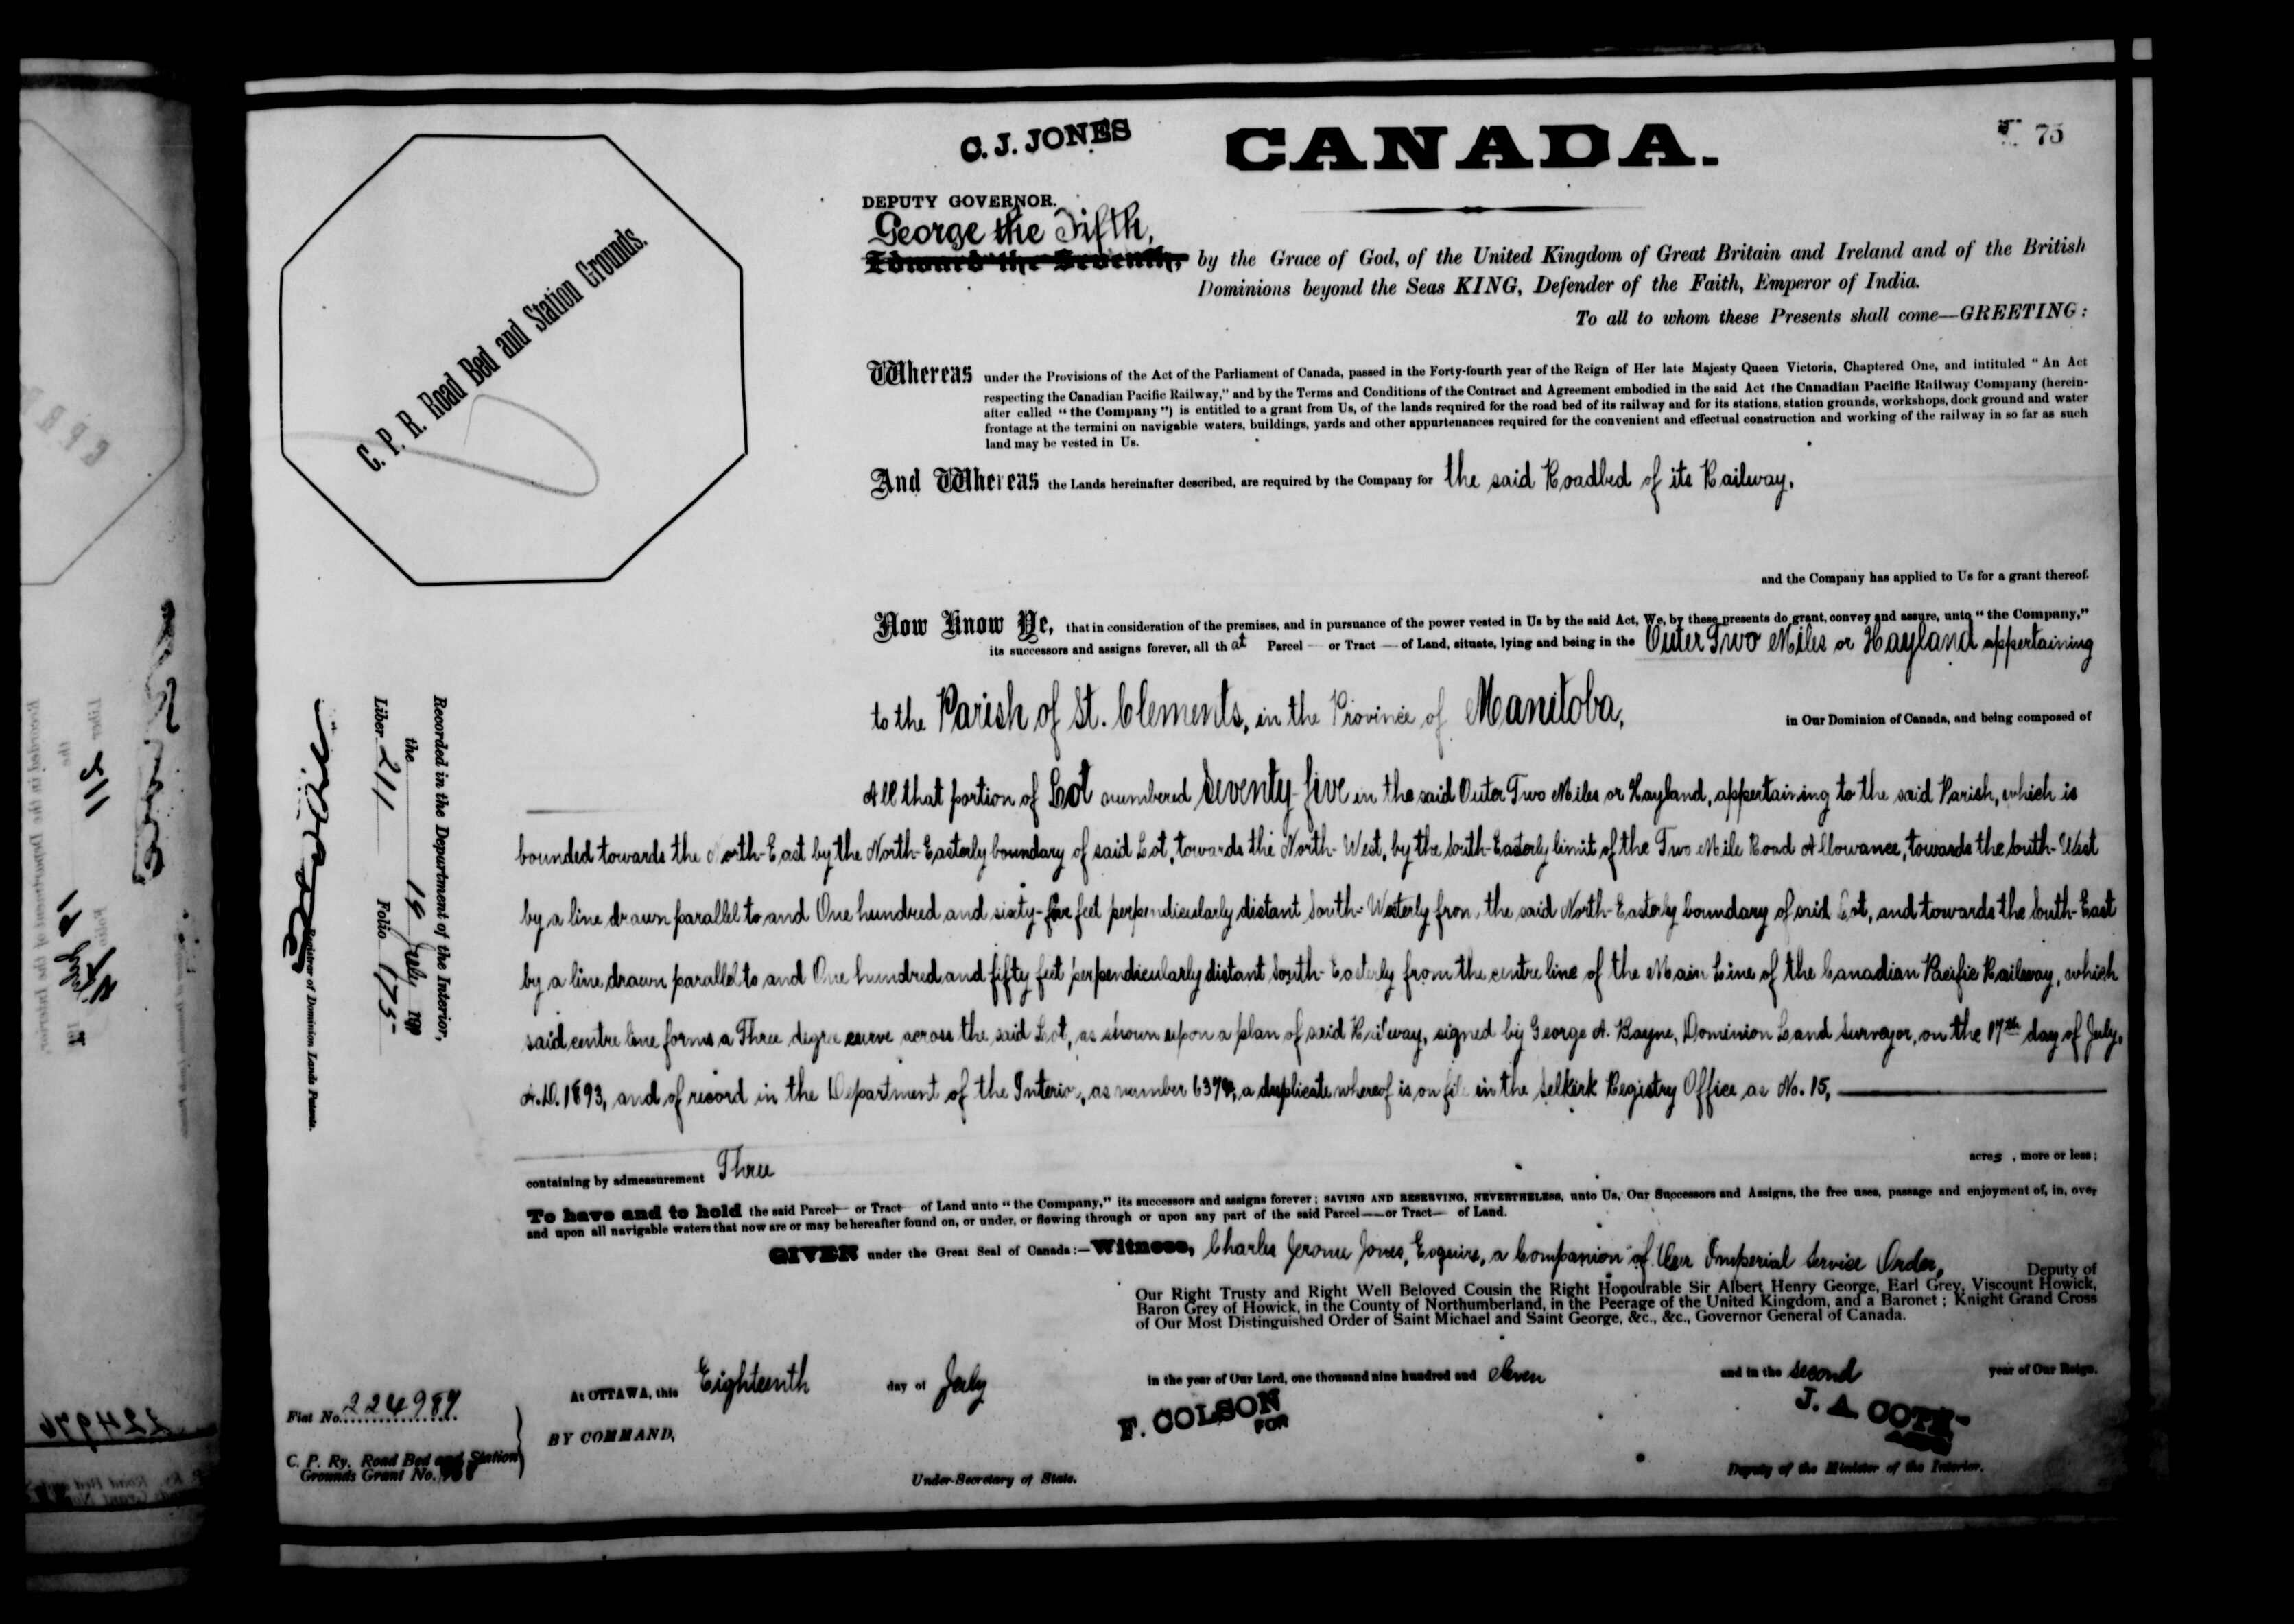 C. J. JONES
CANADA.
75
DEPUTY GOVERNOR.
George the Fifth,
Edward the Seventh, by the Grace of God, of the United Kingdom of Great Britain and Ireland and of the British
Dominions beyond the Seas KING, Defender of the Faith, Emperor of India.
To all to whom these Presents shall come—GREETING:
C. P. R. Road Bed and Station Grounds.
Whereas under the Provisions of the Act of the Parliament of Canada, passed in the Forty-fourth year of the Reign of Her late Majesty Queen Victoria, Chaptered One, and intituled "An Act
respecting the Canadian Pacific Railway," and by the Terms and Conditions of the Contract and Agreement embodied in the said Act the Canadian Pacific Railway Company (herein-
after called "the Company") is entitled to a grant from Us, of the lands required for the road bed of its railway and for its stations, station grounds, workshops, dock ground and water
frontage at the termini on navigable waters, buildings, yards and other appurtenances required for the convenient and effectual construction and working of the railway in so far as such
land may be vested in Us.
And Whereas the Lands hereinafter described, are required by the Company for the said Roadbed of its Railway,
and the Company has applied to Us for a grant thereof.
Now Know Ye, that in consideration of the premises, and in pursuance of the power vested in Us by the said Act, We, by these presents do grant, convey and assure, unto "the Company,"
its successors and assigns forever, all that Parcel — or Tract — of Land, situate, lying and being in the Outer Two Miles or Hayland appertaining
to the Parish of St. Clements, in the Province of Manitoba, in Our Dominion of Canada, and being composed of
All that portion of Lot numbered Seventy-five in the said Outer Two Miles or Hayland, appertaining to the said Parish, which is
bounded towards the North-East by the North-Easterly boundary of said Lot, towards the North-West, by the South-Easterly limit of the Two Mile Road Allowance, towards the South-West
by a line drawn parallel to and One hundred and sixty-five feet perpendicularly distant South-Westerly from the said North-Easterly boundary of said Lot, and towards the South-East
by a line drawn parallel to and One hundred and fifty feet perpendicularly distant South-Easterly from the centre line of the Main Line of the Canadian Pacific Railway, which
said centre line forms a Three degree curve across the said Lot, as shown upon a plan of said Railway, signed by George A. Bayne, Dominion Land Surveyor, on the 17th day of July,
A.D. 1893, and of record in the Department of the Interior, as number a duplicate whereof is on file in the Selkirk Registry Office as No. 15,
containing by admeasurement Three acres, more or less;
To have and to hold the said Parcel — or Tract — of Land unto "the Company," its successors and assigns forever; SAVING AND RESERVING, NEVERTHELESS, unto Us, Our Successors and Assigns, the free uses, passage and enjoyment of, in, over
and upon all navigable waters that now are or may be hereafter found on, or under, or flowing through or upon any part of the said Parcel — or Tract — of Land.
GIVEN under the Great Seal of Canada:—Witness, Charles Jerome Jones, Esquire, a Companion of Our Imperial Service Order, Deputy of
Our Right Trusty and Right Well Beloved Cousin the Right Honourable Sir Albert Henry George, Earl Grey, Viscount Howick,
Baron Grey of Howick, in the County of Northumberland, in the Peerage of the United Kingdom, and a Baronet; Knight Grand Cross
of Our Most Distinguished Order of Saint Michael and Saint George, &c., &c., Governor General of Canada.
At OTTAWA, this Eighteenth day of July in the year of Our Lord, one thousand nine hundred and eleven and in the second year of Our Reign.
BY COMMAND,
F. COLSON
FOR
Under-Secretary of State.
J. A. COTE
Deputy of the Minister of the Interior.
Fiat No. 224987
C. P. Ry. Road Bed and Station
Grounds Grant No.
Recorded in the Department of the Interior,
the 19 July 19
Liber 211 Folio 175
Registrar of Dominion Lands Patents.